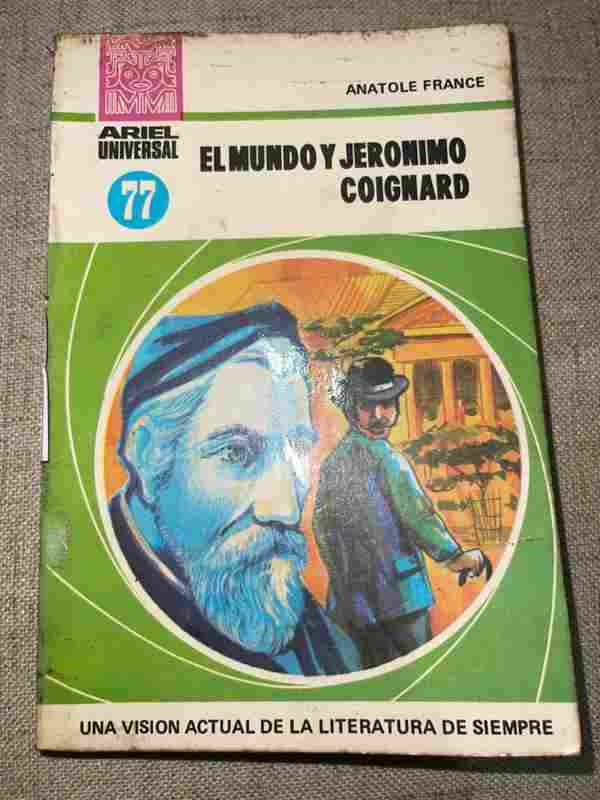 ANATOLE FRANCE
ARIEL
UNIVERSAL
77
EL MUNDO Y JERONIMO
COIGNARD
UNA VISION ACTUAL DE LA LITERATURA DE SIEMPRE